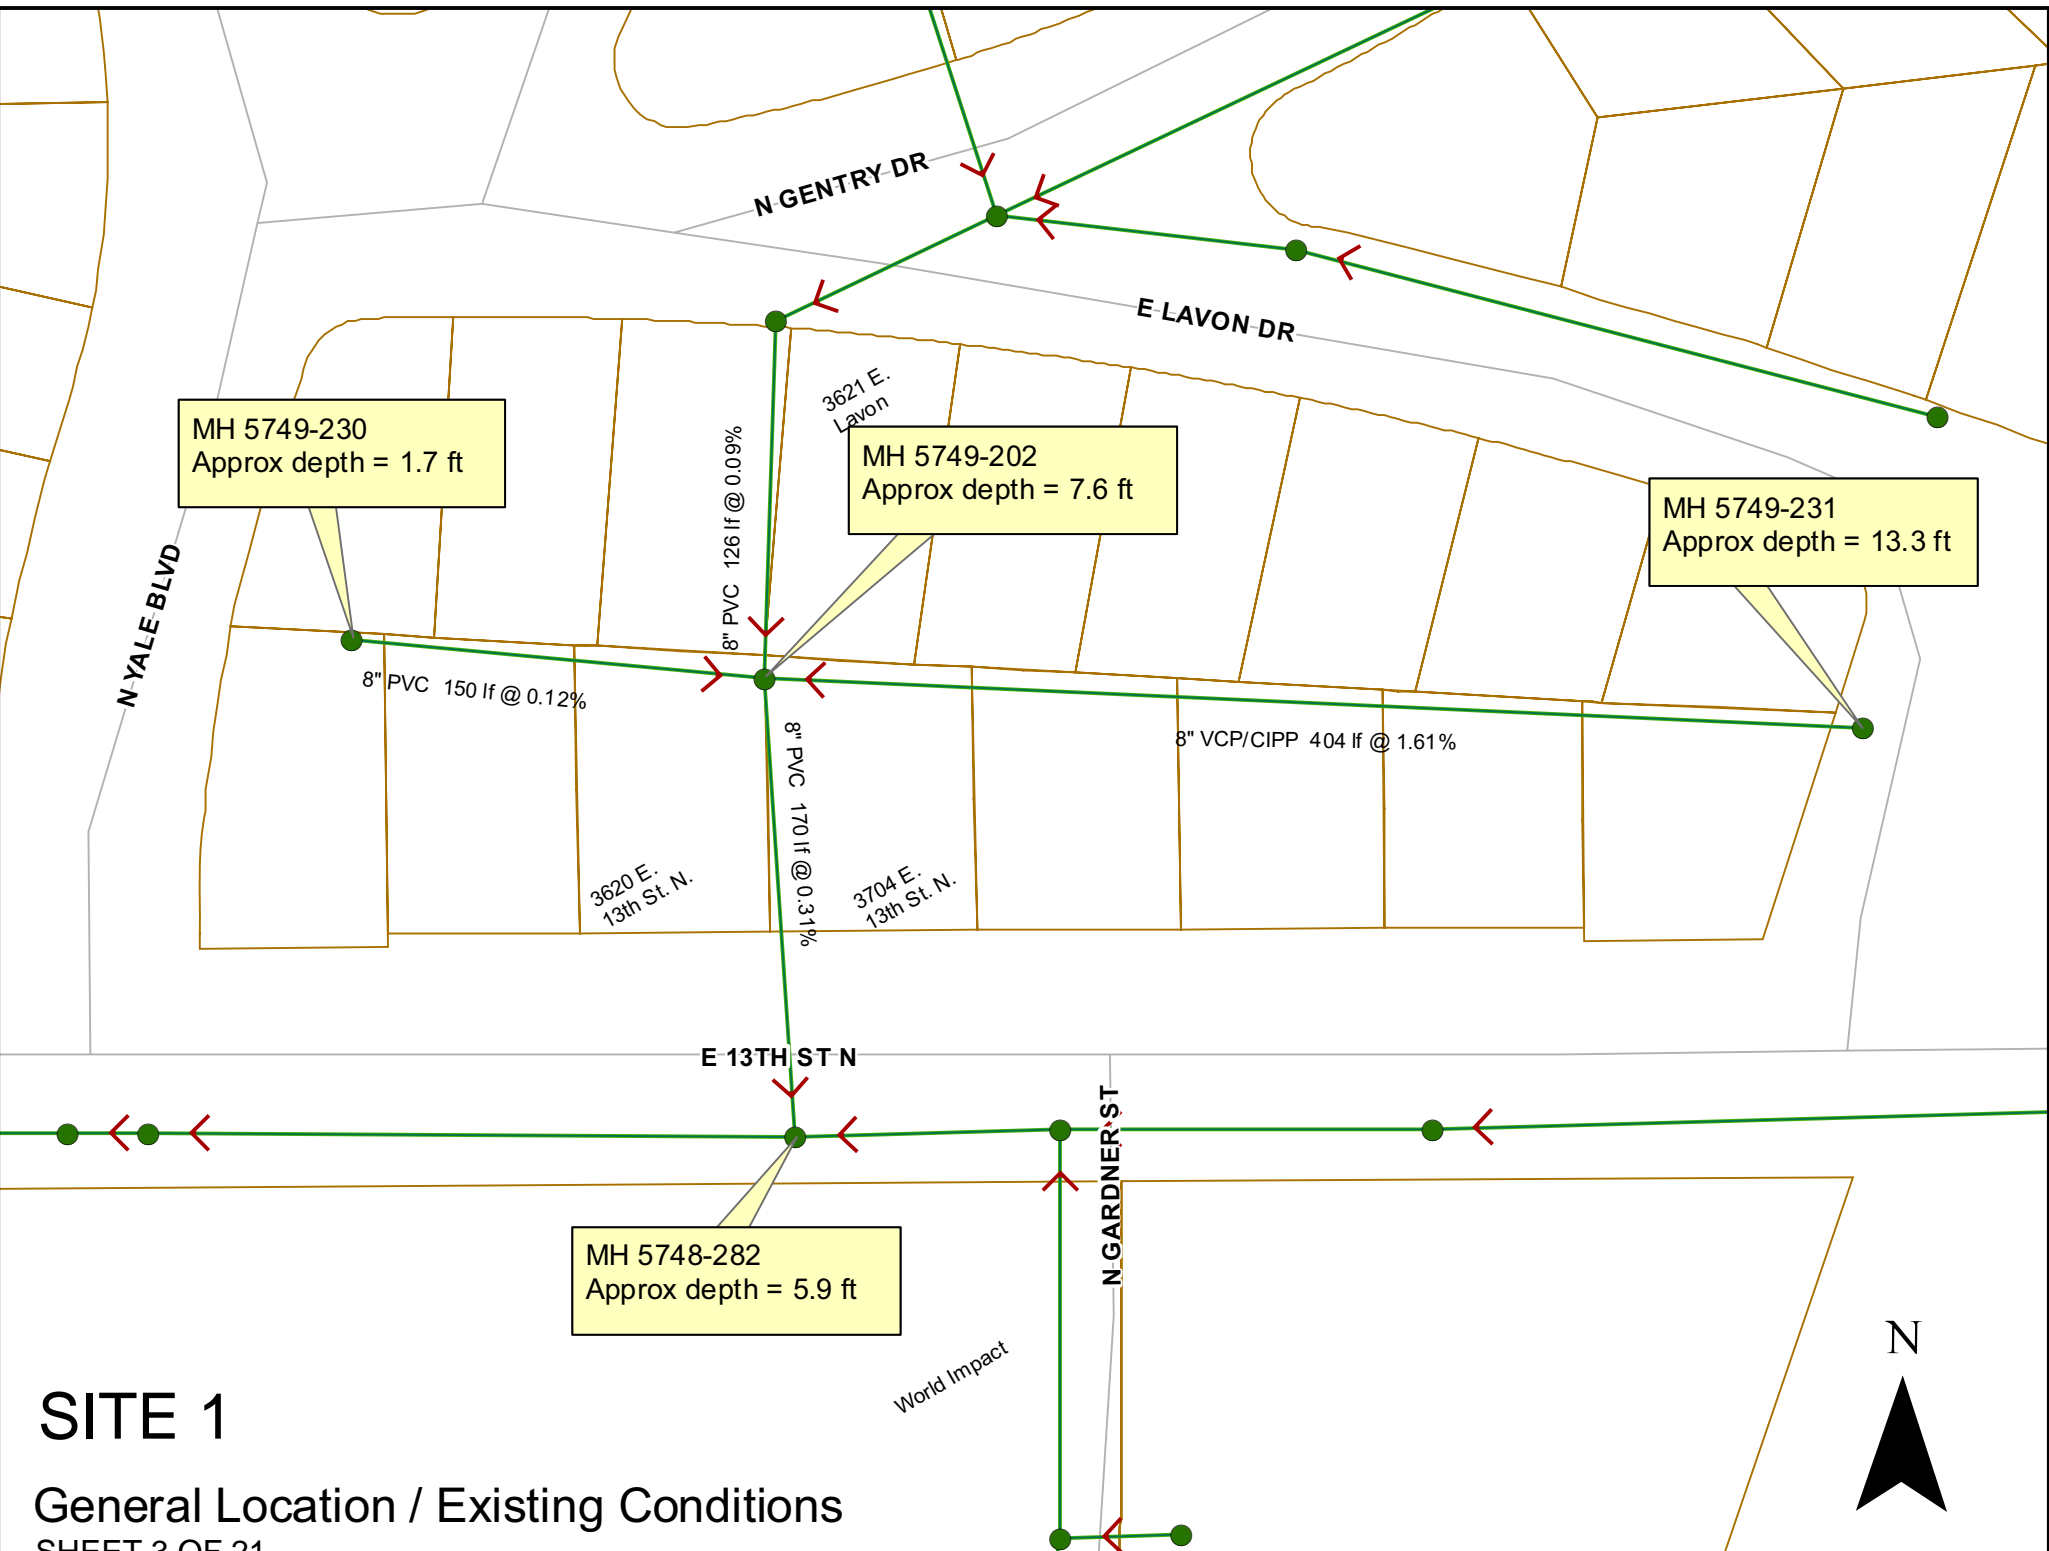 N GENTRY DR
E LAVON DR
3621 E.
Lavon
MH 5749-230
Approx depth = 1.7 ft
MH 5749-202
Approx depth = 7.6 ft
MH 5749-231
Approx depth = 13.3 ft
8" PVC 126 lf @ 0.09%
N YALE BLVD
8" PVC 150 lf @ 0.12%
8" VCP/CIPP 404 lf @ 1.61%
8" PVC 170 lf @ 0.31%
3620 E.
13th St. N.
3704 E.
13th St. N.
E 13TH ST N
N GARDNER ST
MH 5748-282
Approx depth = 5.9 ft
World Impact
N
SITE 1
General Location / Existing Conditions
SHEET 3 OF 21